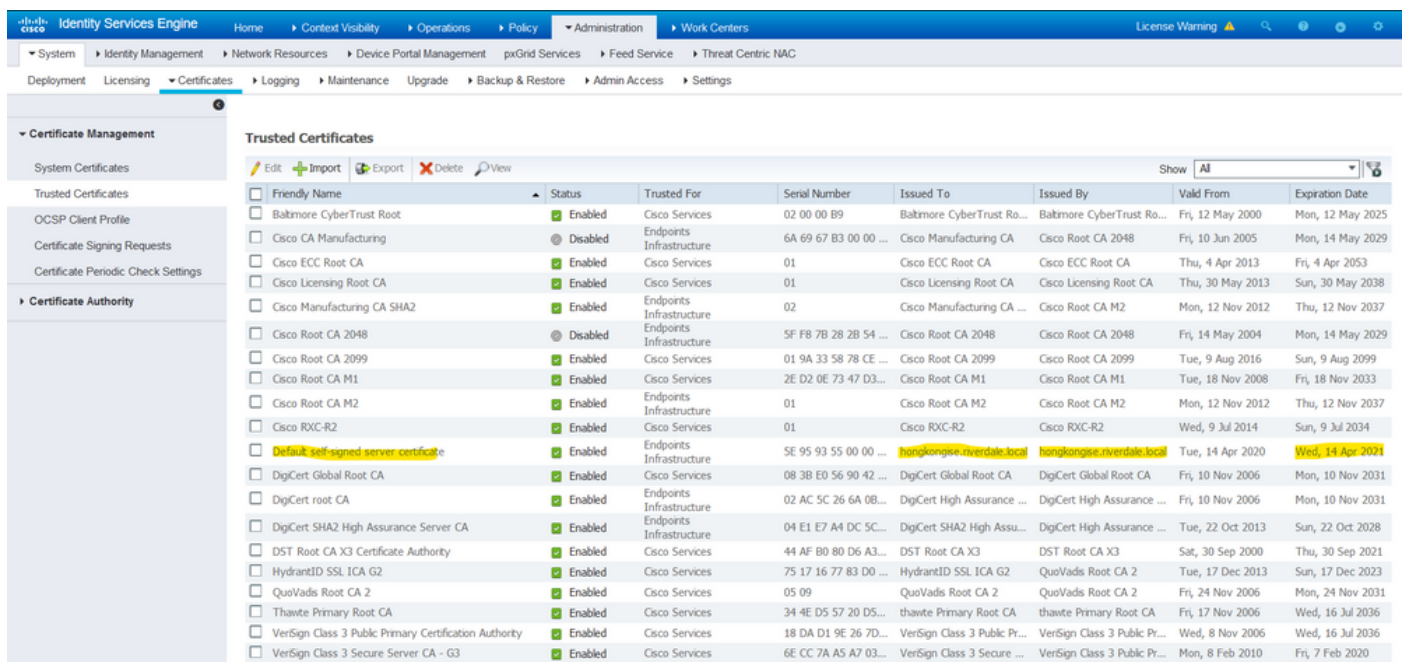 cisco Identity Services Engine Home Context Visibility Operations Policy Administration Work Centers License Warning
System Identity Management Network Resources Device Portal Management pxGrid Services Feed Service Threat Centric NAC
Deployment Licensing Certificates Logging Maintenance Upgrade Backup & Restore Admin Access Settings
Certificate Management
System Certificates
Trusted Certificates
OCSP Client Profile
Certificate Signing Requests
Certificate Periodic Check Settings
Certificate Authority
Trusted Certificates
Edit Import Export Delete View Show All
Friendly Name Status Trusted For Serial Number Issued To Issued By Valid From Expiration Date
Baltimore CyberTrust Root Enabled Cisco Services 02 00 00 B9 Baltimore CyberTrust Ro... Baltimore CyberTrust Ro... Fri, 12 May 2000 Mon, 12 May 2025
Cisco CA Manufacturing Disabled Endpoints Infrastructure 6A 69 67 B3 00 00 ... Cisco Manufacturing CA Cisco Root CA 2048 Fri, 10 Jun 2005 Mon, 14 May 2029
Cisco ECC Root CA Enabled Cisco Services 01 Cisco ECC Root CA Cisco ECC Root CA Thu, 4 Apr 2013 Fri, 4 Apr 2053
Cisco Licensing Root CA Enabled Cisco Services 01 Cisco Licensing Root CA Cisco Licensing Root CA Thu, 30 May 2013 Sun, 30 May 2038
Cisco Manufacturing CA SHA2 Enabled Endpoints Infrastructure 02 Cisco Manufacturing CA ... Cisco Root CA M2 Mon, 12 Nov 2012 Thu, 12 Nov 2037
Cisco Root CA 2048 Disabled Endpoints Infrastructure 5F F8 7B 28 2B 54 ... Cisco Root CA 2048 Cisco Root CA 2048 Fri, 14 May 2004 Mon, 14 May 2029
Cisco Root CA 2099 Enabled Cisco Services 01 9A 33 58 78 CE ... Cisco Root CA 2099 Cisco Root CA 2099 Tue, 9 Aug 2016 Sun, 9 Aug 2099
Cisco Root CA M1 Enabled Cisco Services 2E D2 0E 73 47 D3... Cisco Root CA M1 Cisco Root CA M1 Tue, 18 Nov 2008 Fri, 18 Nov 2033
Cisco Root CA M2 Enabled Endpoints Infrastructure 01 Cisco Root CA M2 Cisco Root CA M2 Mon, 12 Nov 2012 Thu, 12 Nov 2037
Cisco RXC-R2 Enabled Cisco Services 01 Cisco RXC-R2 Cisco RXC-R2 Wed, 9 Jul 2014 Sun, 9 Jul 2034
Default self-signed server certificate Enabled Endpoints Infrastructure 5E 95 93 55 00 00 ... hongkongise.riverdale.local hongkongise.riverdale.local Tue, 14 Apr 2020 Wed, 14 Apr 2021
DigiCert Global Root CA Enabled Cisco Services 08 3B E0 56 90 42 ... DigiCert Global Root CA DigiCert Global Root CA Fri, 10 Nov 2006 Mon, 10 Nov 2031
DigiCert root CA Enabled Endpoints Infrastructure 02 AC 5C 26 6A 0B... DigiCert High Assurance ... DigiCert High Assurance ... Fri, 10 Nov 2006 Mon, 10 Nov 2031
DigiCert SHA2 High Assurance Server CA Enabled Endpoints Infrastructure 04 E1 E7 A4 DC 5C... DigiCert SHA2 High Assu... DigiCert High Assurance ... Tue, 22 Oct 2013 Sun, 22 Oct 2028
DST Root CA X3 Certificate Authority Enabled Cisco Services 44 AF B0 80 D6 A3... DST Root CA X3 DST Root CA X3 Sat, 30 Sep 2000 Thu, 30 Sep 2021
HydrantID SSL ICA G2 Enabled Cisco Services 75 17 16 77 83 D0 ... HydrantID SSL ICA G2 QuoVadis Root CA 2 Tue, 17 Dec 2013 Sun, 17 Dec 2023
QuoVadis Root CA 2 Enabled Cisco Services 05 09 QuoVadis Root CA 2 QuoVadis Root CA 2 Fri, 24 Nov 2006 Mon, 24 Nov 2031
Thawte Primary Root CA Enabled Cisco Services 34 4E D5 57 20 D5... thawte Primary Root CA thawte Primary Root CA Fri, 17 Nov 2006 Wed, 16 Jul 2036
VeriSign Class 3 Public Primary Certification Authority Enabled Cisco Services 18 DA D1 9E 26 7D... VeriSign Class 3 Public Pr... VeriSign Class 3 Public Pr... Wed, 8 Nov 2006 Wed, 16 Jul 2036
VeriSign Class 3 Secure Server CA - G3 Enabled Cisco Services 6E CC 7A A5 A7 03... VeriSign Class 3 Secure ... VeriSign Class 3 Public Pr... Mon, 8 Feb 2010 Fri, 7 Feb 2020